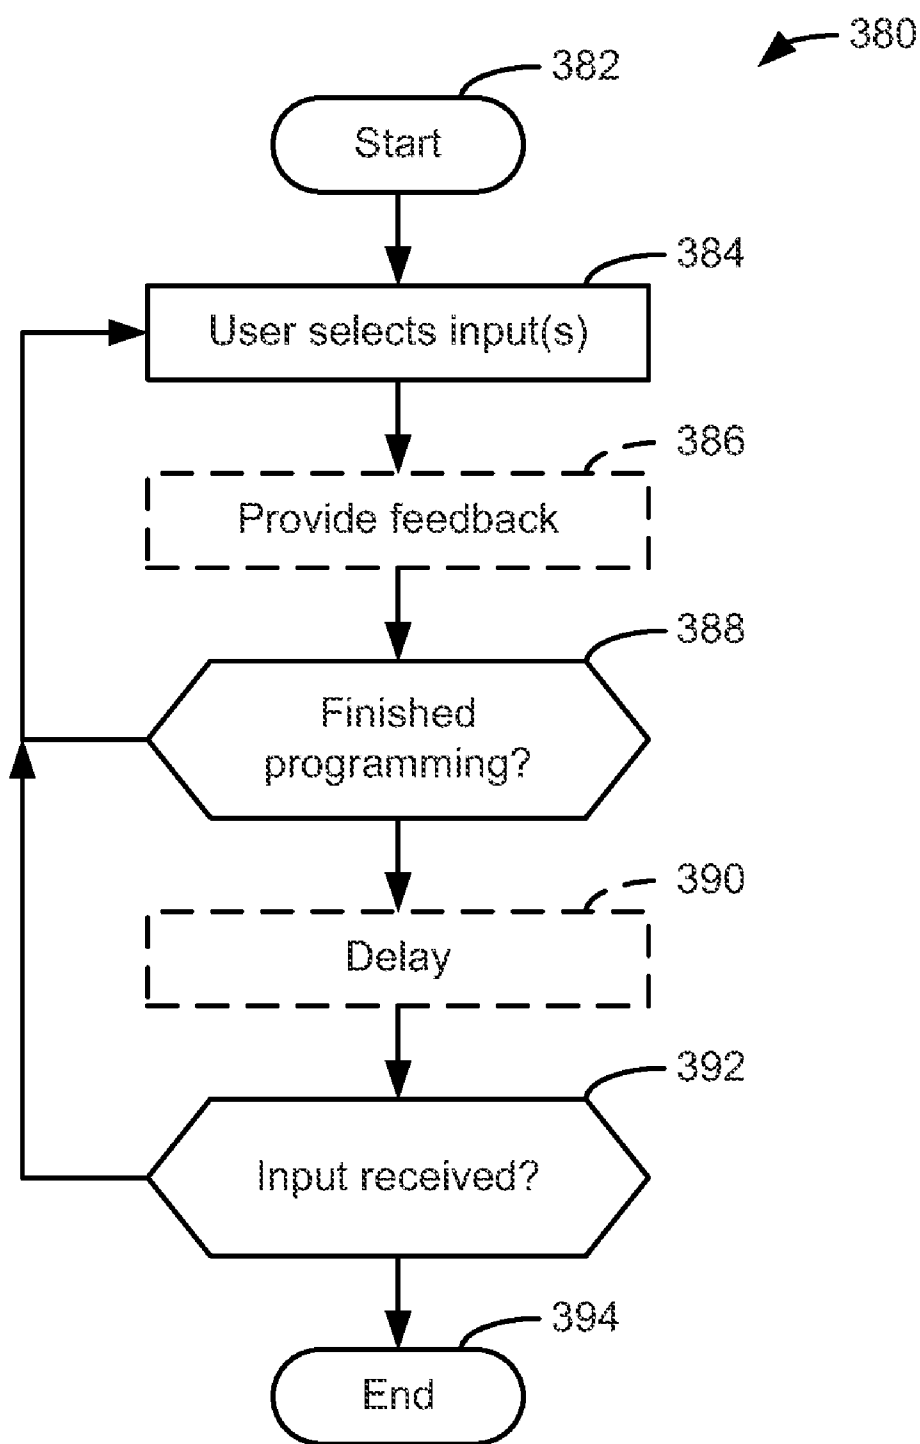 380
382
Start
384
User selects input(s)
386
Provide feedback
388
Finished
programming?
390
Delay
392
Input received?
394
End